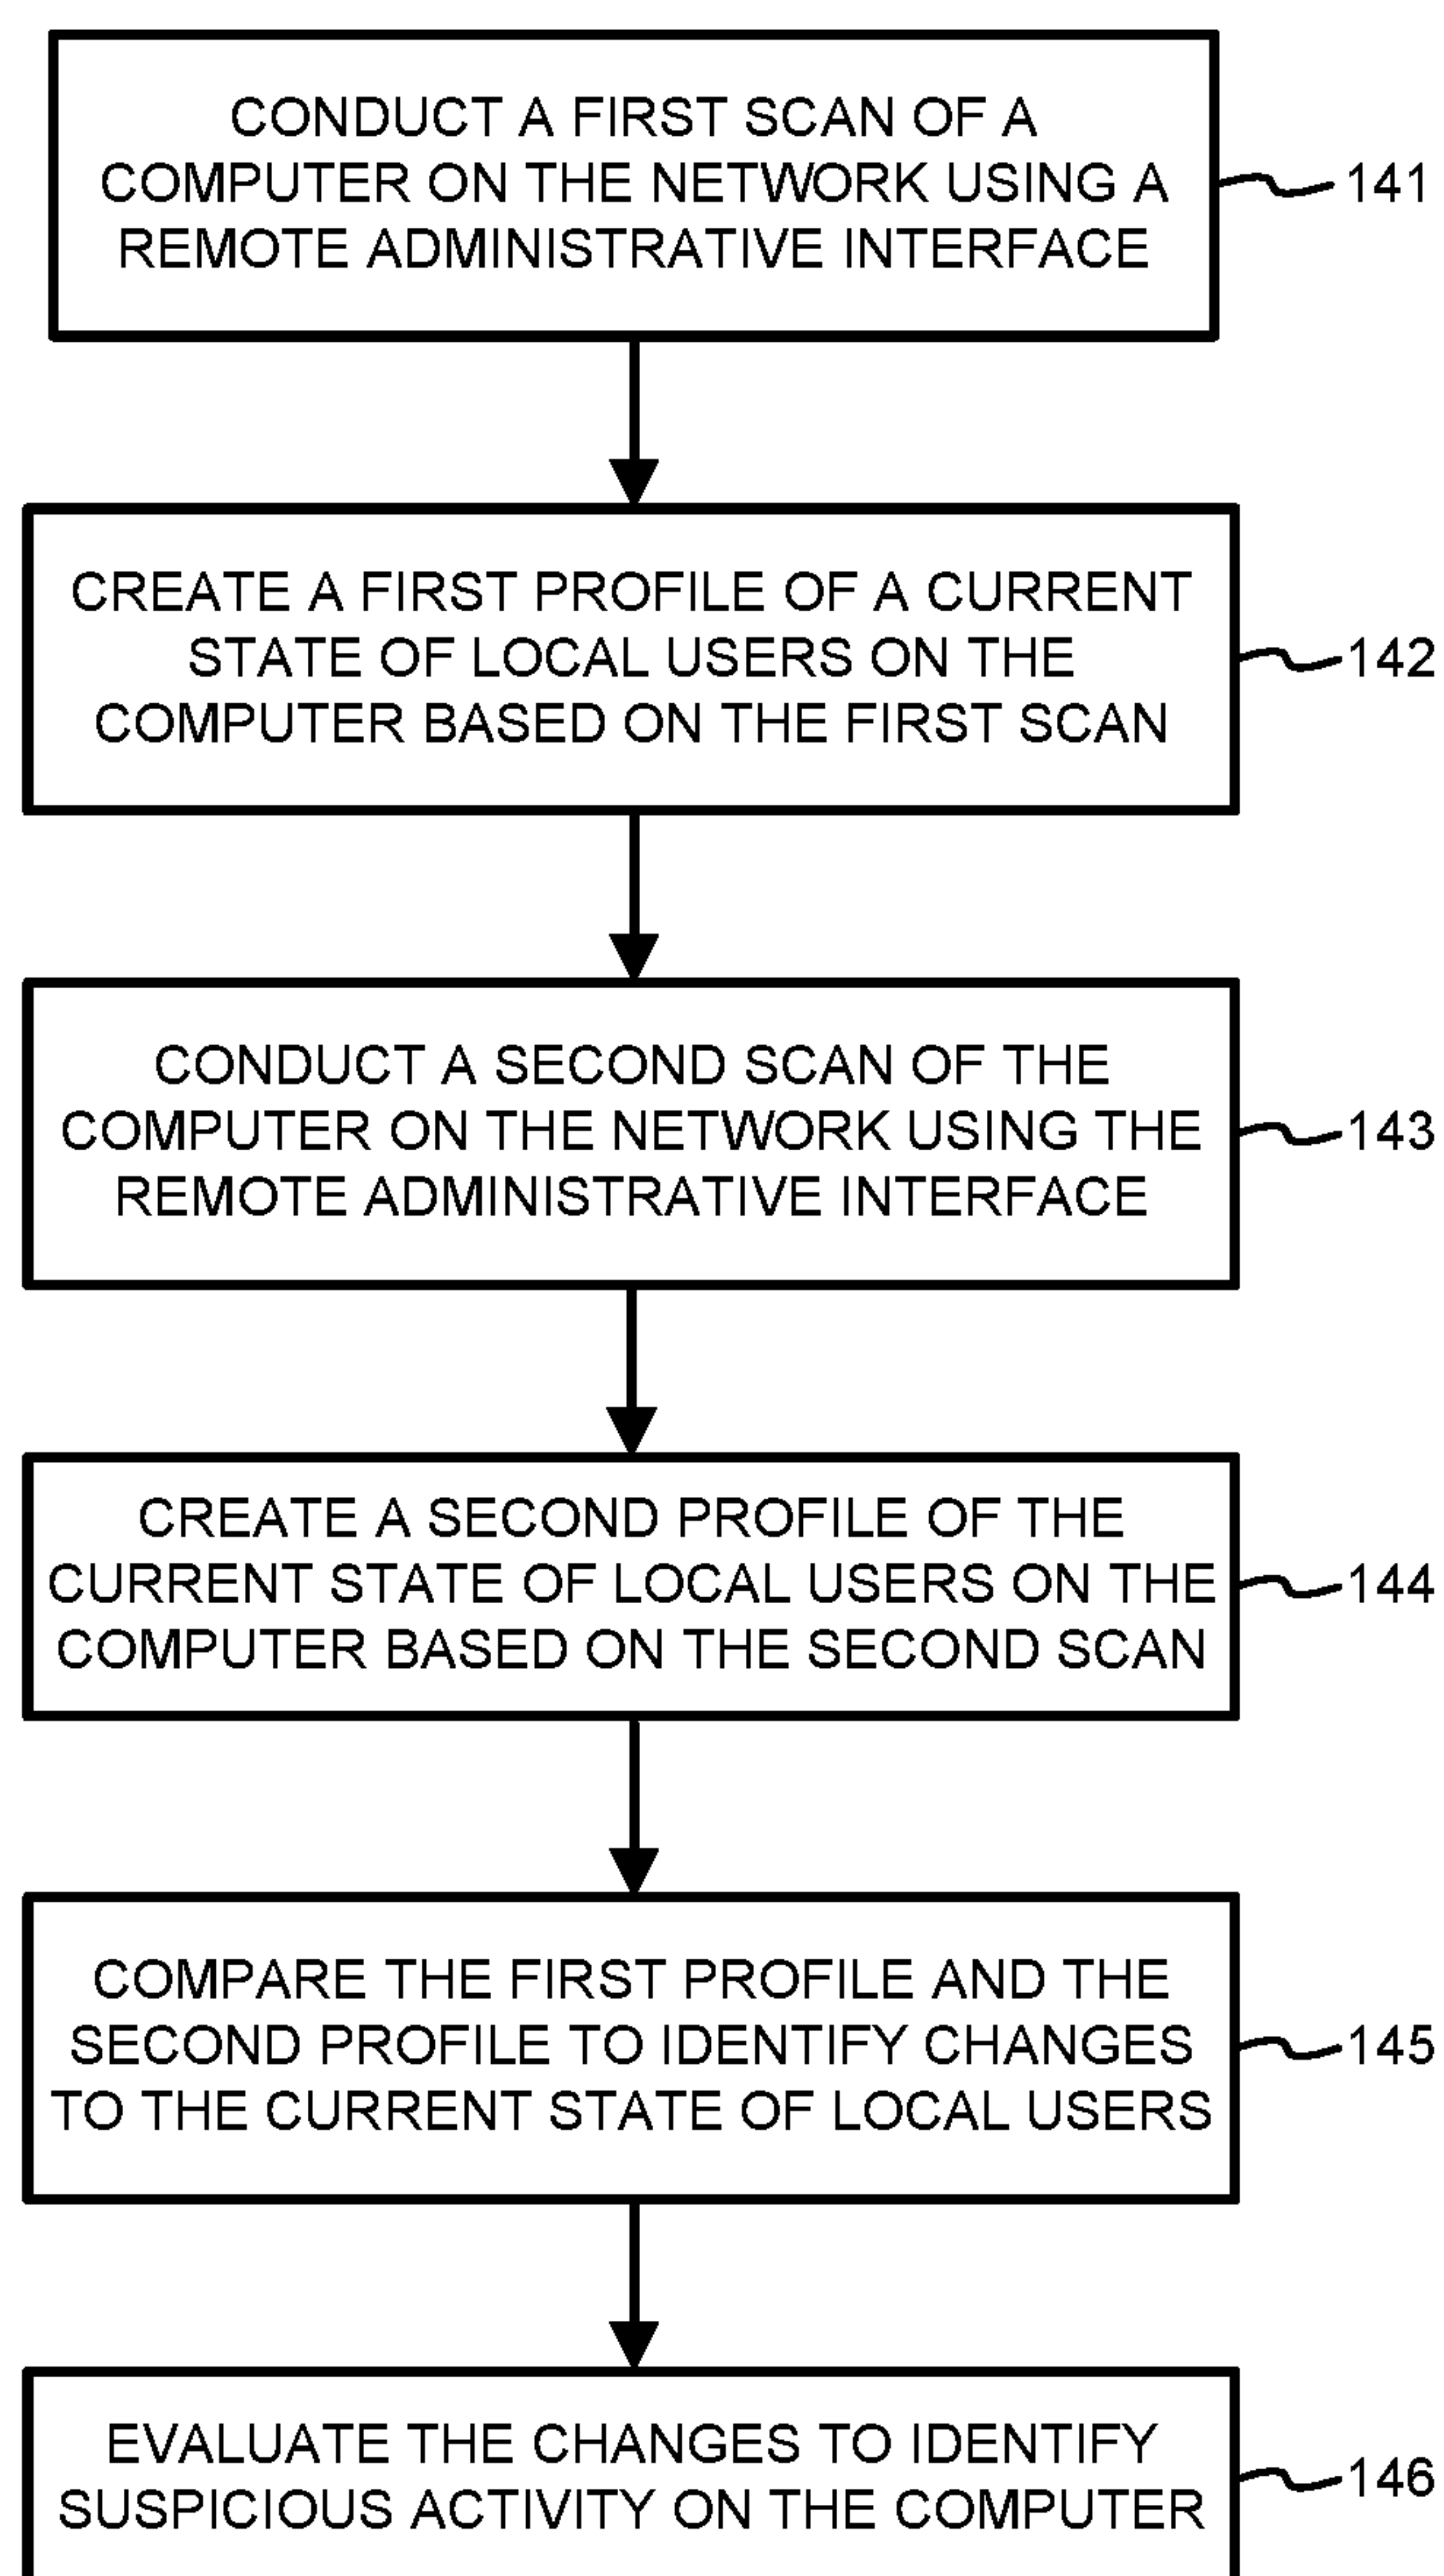 CONDUCT A FIRST SCAN OF A
COMPUTER ON THE NETWORK USING A
REMOTE ADMINISTRATIVE INTERFACE
141
CREATE A FIRST PROFILE OF A CURRENT
STATE OF LOCAL USERS ON THE
COMPUTER BASED ON THE FIRST SCAN
142
CONDUCT A SECOND SCAN OF THE
COMPUTER ON THE NETWORK USING THE
REMOTE ADMINISTRATIVE INTERFACE
143
CREATE A SECOND PROFILE OF THE
CURRENT STATE OF LOCAL USERS ON THE
COMPUTER BASED ON THE SECOND SCAN
144
COMPARE THE FIRST PROFILE AND THE
SECOND PROFILE TO IDENTIFY CHANGES
TO THE CURRENT STATE OF LOCAL USERS
145
EVALUATE THE CHANGES TO IDENTIFY
SUSPICIOUS ACTIVITY ON THE COMPUTER
146